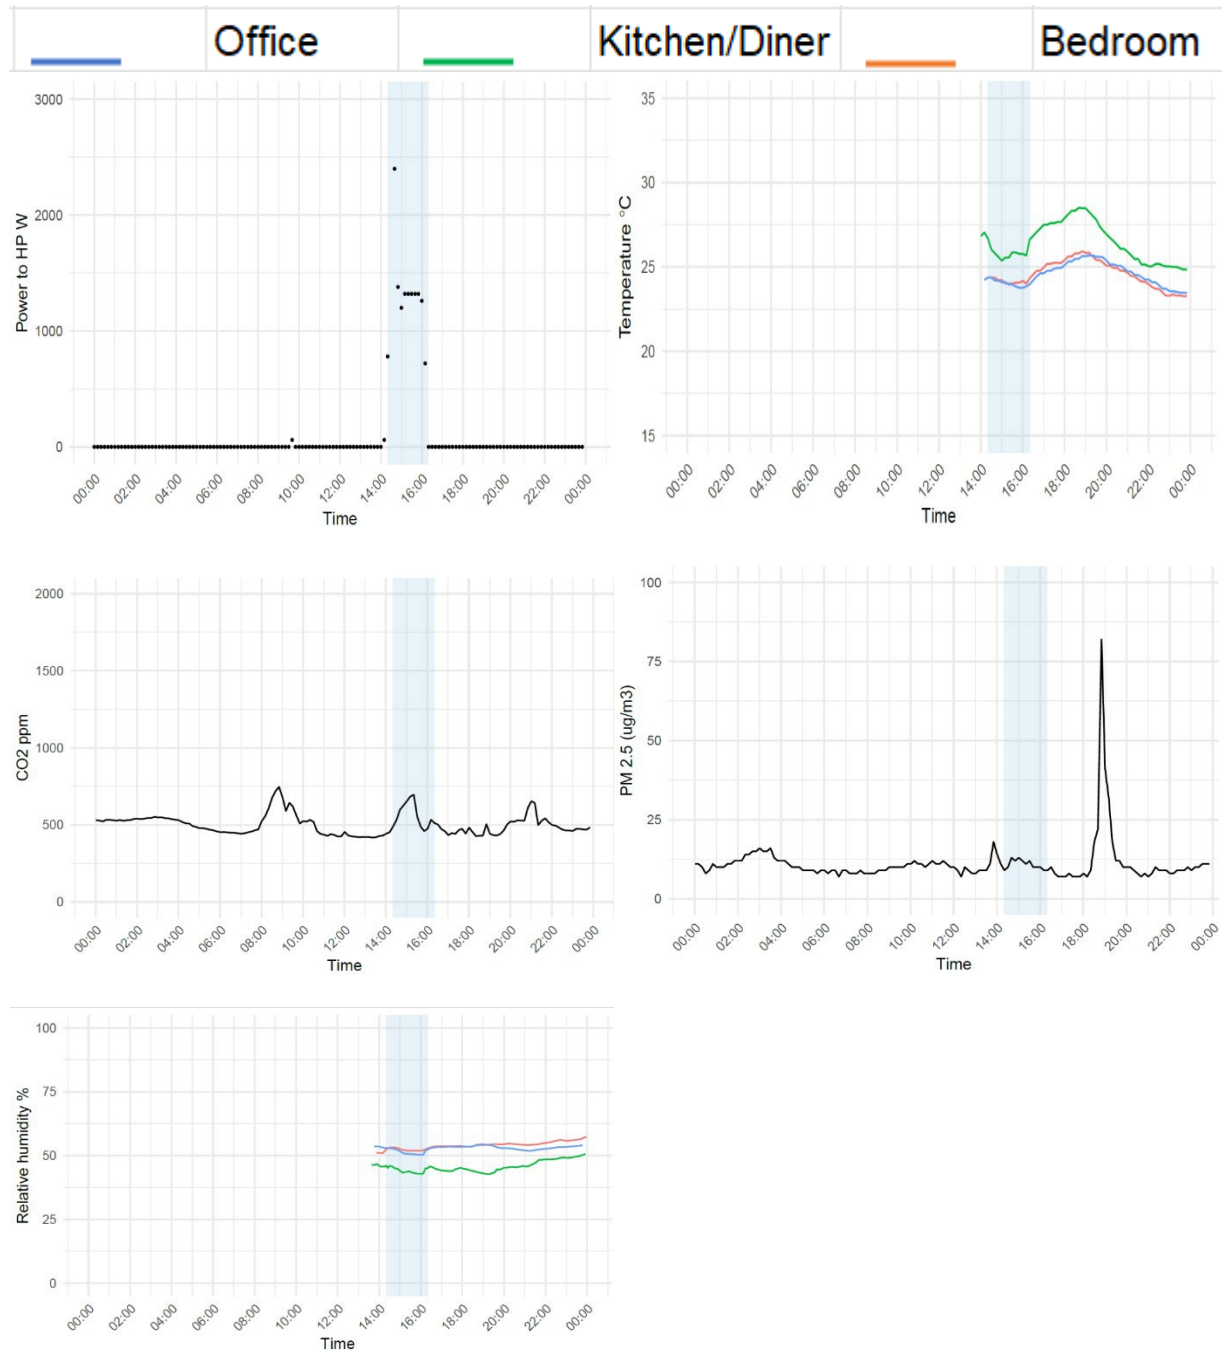 Office Kitchen/Diner Bedroom
3000
2000
1000
0
Power to HP W
00:00 02:00 04:00 06:00 08:00 10:00 12:00 14:00 16:00 18:00 20:00 22:00 00:00
Time
35
30
25
20
15
Temperature °C
00:00 02:00 04:00 06:00 08:00 10:00 12:00 14:00 16:00 18:00 20:00 22:00 00:00
Time
2000
1500
1000
500
0
CO2 ppm
00:00 02:00 04:00 06:00 08:00 10:00 12:00 14:00 16:00 18:00 20:00 22:00 00:00
Time
100
75
50
25
0
PM 2.5 (ug/m3)
00:00 02:00 04:00 06:00 08:00 10:00 12:00 14:00 16:00 18:00 20:00 22:00 00:00
Time
100
75
50
25
0
Relative humidity %
00:00 02:00 04:00 06:00 08:00 10:00 12:00 14:00 16:00 18:00 20:00 22:00 00:00
Time